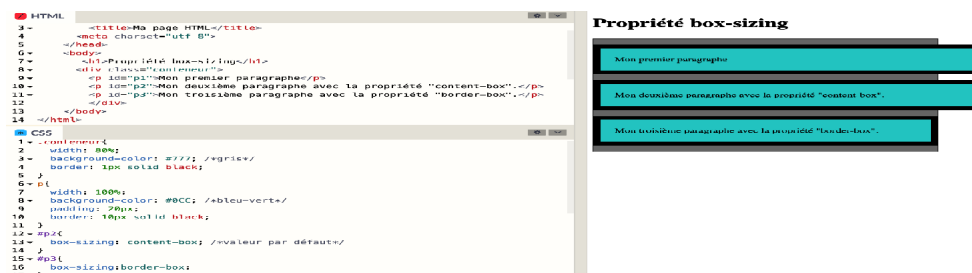 HTML
3 <title>Ma page HTML</title>
4 <meta charset="utf 8">
5 </head>
6 <body>
7 <h1>Propriété box-sizing</h1>
8 <div class="conteneur">
9 <p id="p1">Mon premier paragraphe</p>
10 <p id="p2">Mon deuxième paragraphe avec la propriété "content-box".</p>
11 <p id="p3">Mon troisième paragraphe avec la propriété "border-box".</p>
12 </div>
13 </body>
14 </html>
CSS
1 .conteneur{
2 width: 80%;
3 background-color: #777; /*gris*/
4 border: 1px solid black;
5 }
6 p{
7 width: 100%;
8 background-color: #0CC; /*bleu-vert*/
9 padding: 20px;
10 border: 10px solid black;
11 }
12 #p2{
13 box-sizing: content-box; /*valeur par défaut*/
14 }
15 #p3{
16 box-sizing:border-box;
Propriété box-sizing
Mon premier paragraphe
Mon deuxième paragraphe avec la propriété "content-box".
Mon troisième paragraphe avec la propriété "border-box".